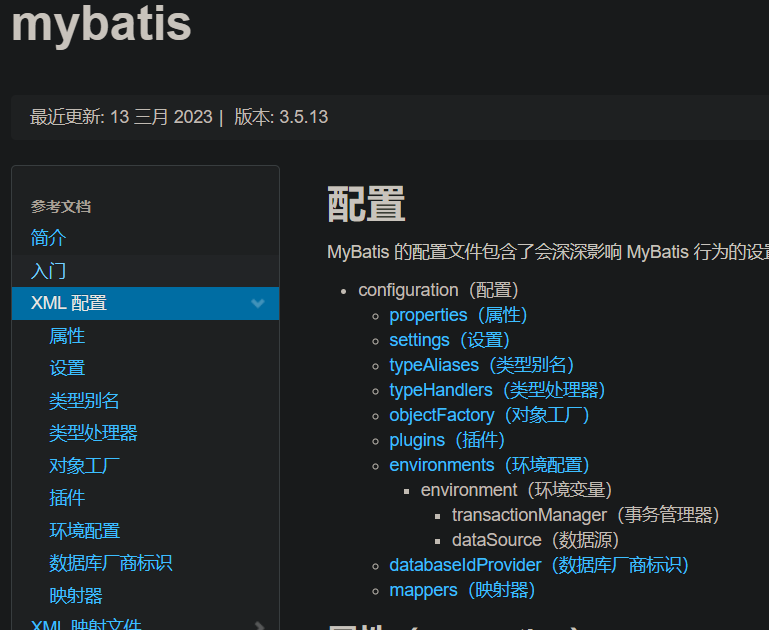 mybatis
最近更新: 13 三月 2023 | 版本: 3.5.13
参考文档
简介
入门
XML 配置
属性
设置
类型别名
类型处理器
对象工厂
插件
环境配置
数据库厂商标识
映射器
XML 映射文件
配置
MyBatis 的配置文件包含了会深深影响 MyBatis 行为的设置
configuration（配置）
properties（属性）
settings（设置）
typeAliases（类型别名）
typeHandlers（类型处理器）
objectFactory（对象工厂）
plugins（插件）
environments（环境配置）
environment（环境变量）
transactionManager（事务管理器）
dataSource（数据源）
databaseIdProvider（数据库厂商标识）
mappers（映射器）